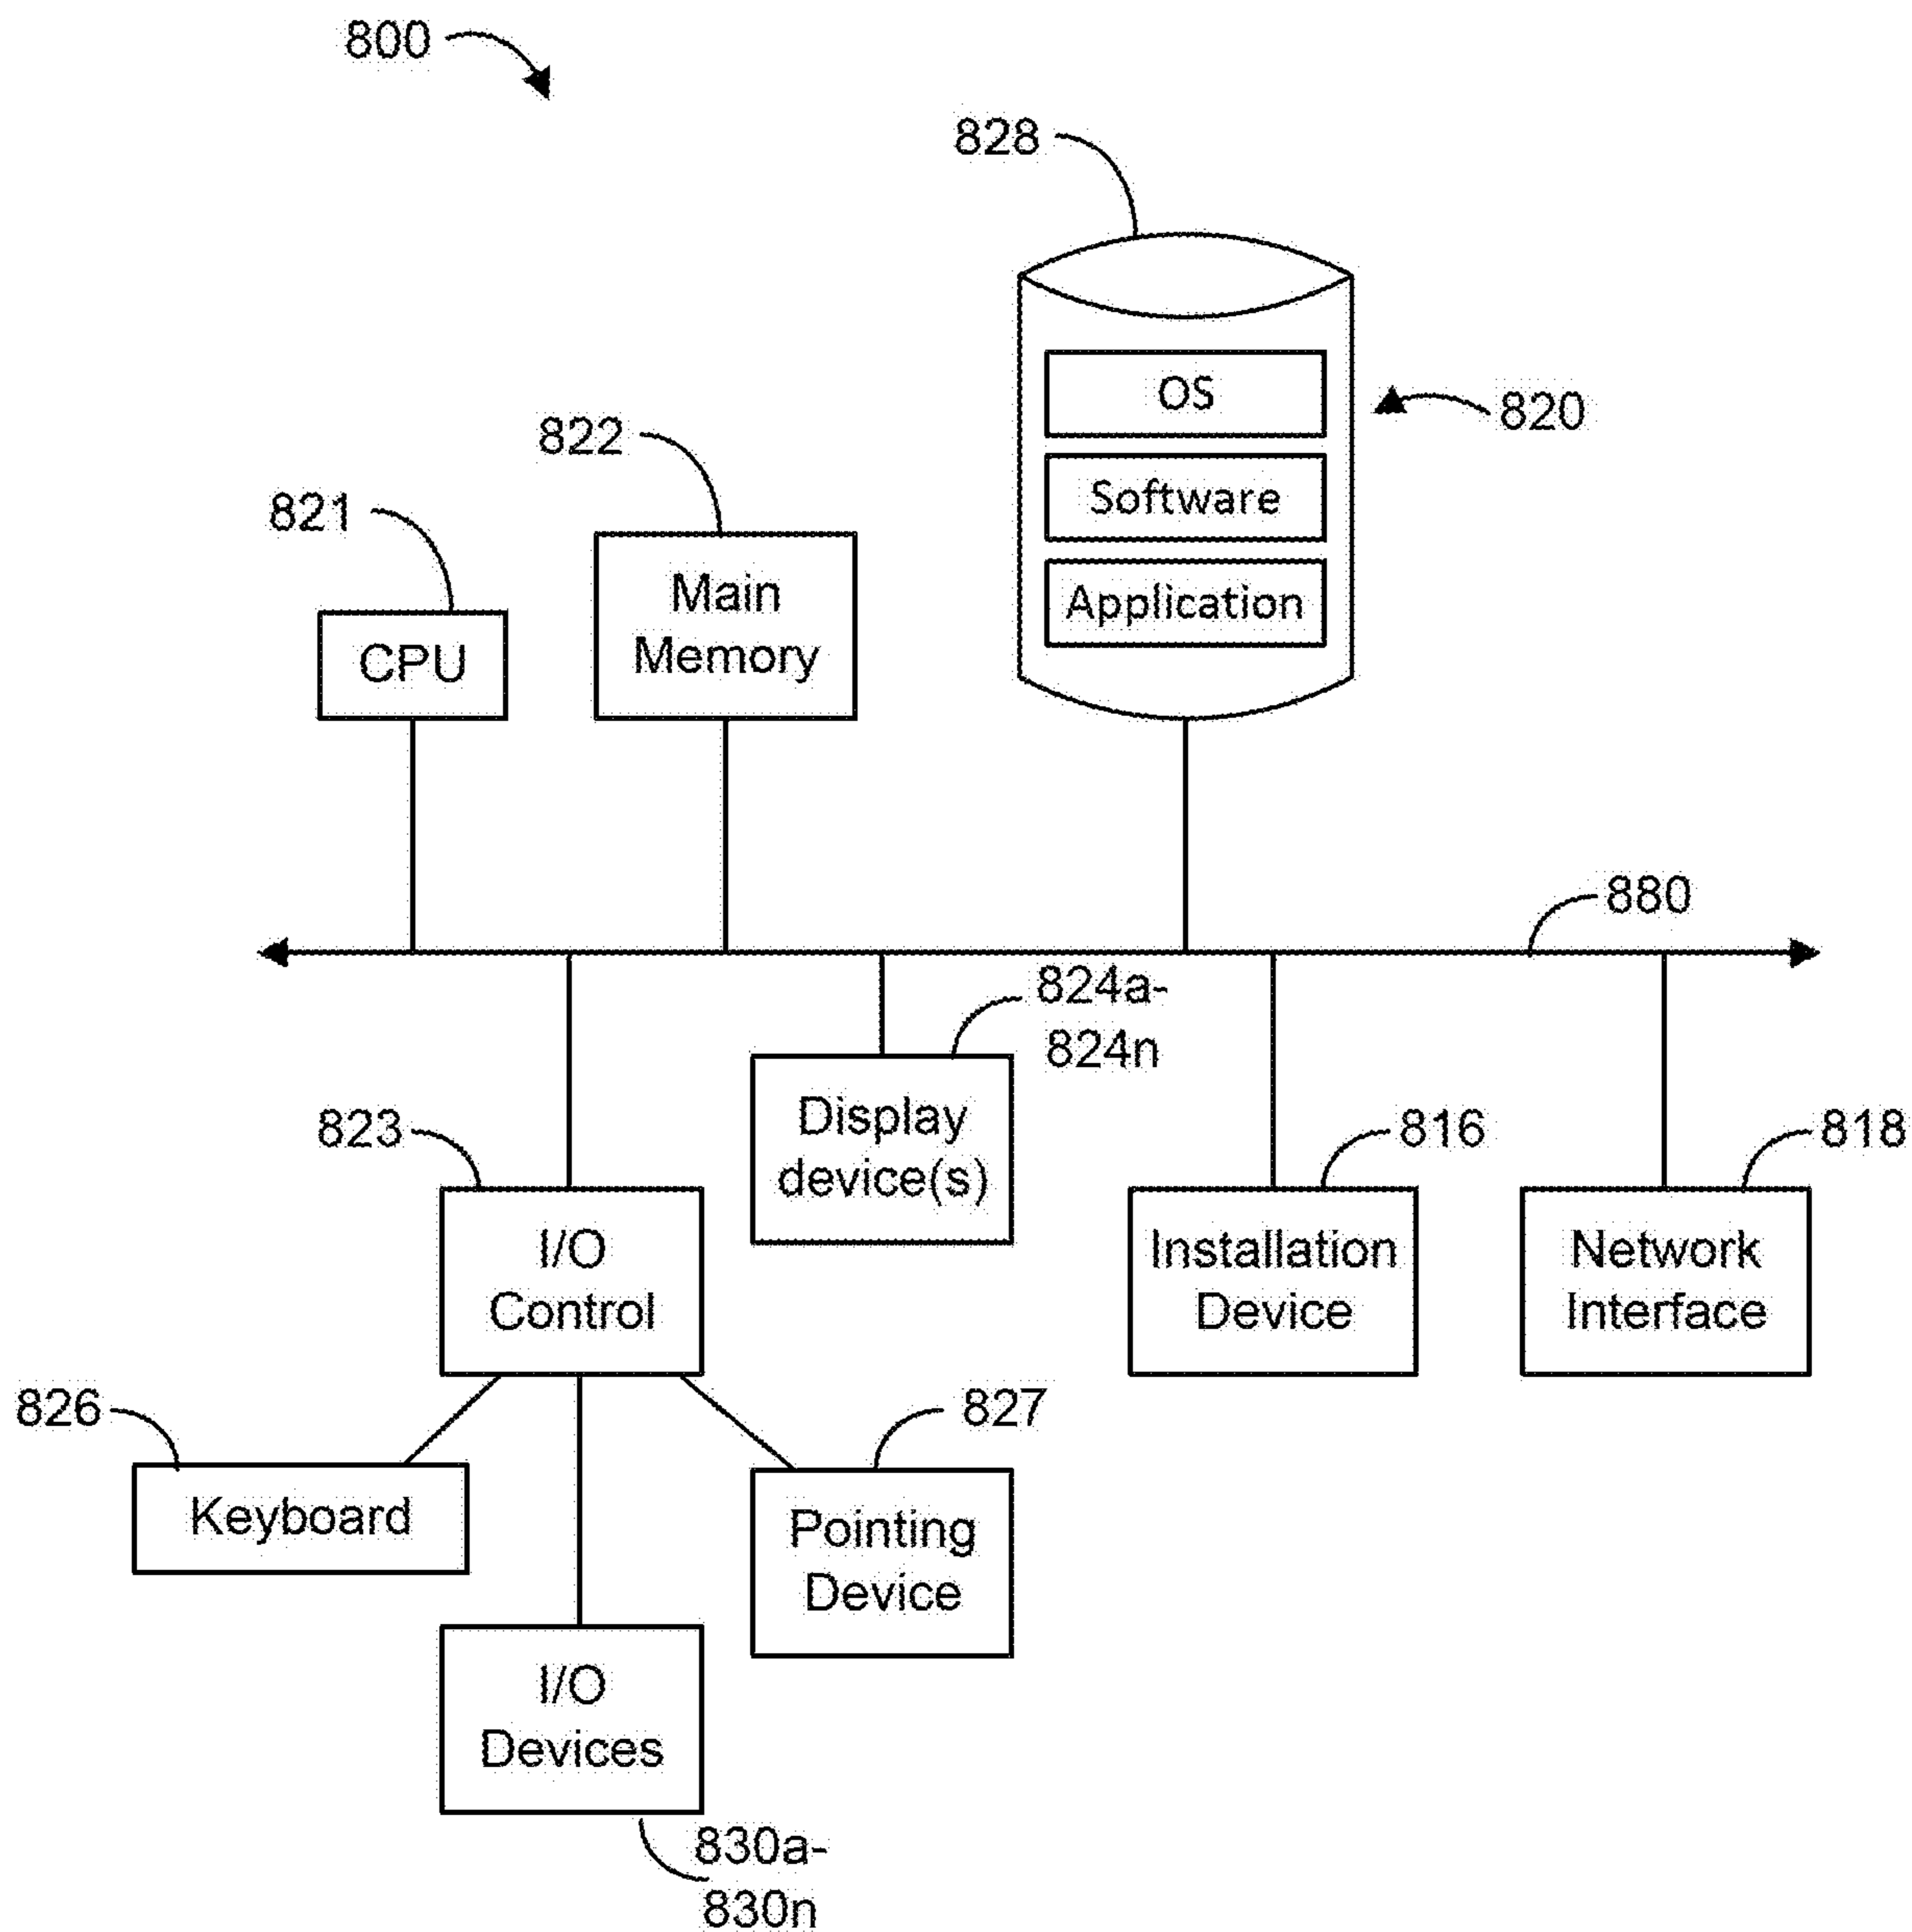 800
828
OS
820
Software
Application
822
821
Main
Memory
CPU
880
824a-
824n
Display
device(s)
823
816
818
I/O
Control
Installation
Device
Network
Interface
826
827
Keyboard
Pointing
Device
I/O
Devices
830a-
830n